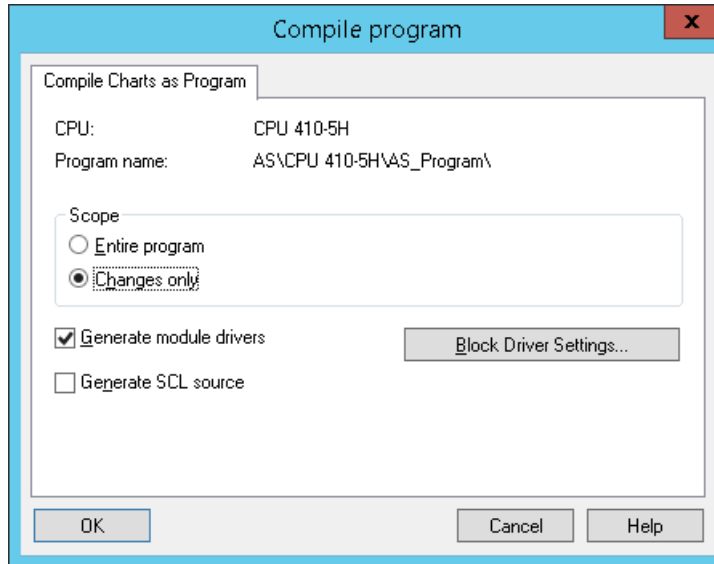 Compile program
x
Compile Charts as Program
CPU: CPU 410-5H
Program name: AS\CPU 410-5H\AS_Program\
Scope
Entire program
Changes only
Generate module drivers
Block Driver Settings...
Generate SCL source
OK Cancel Help